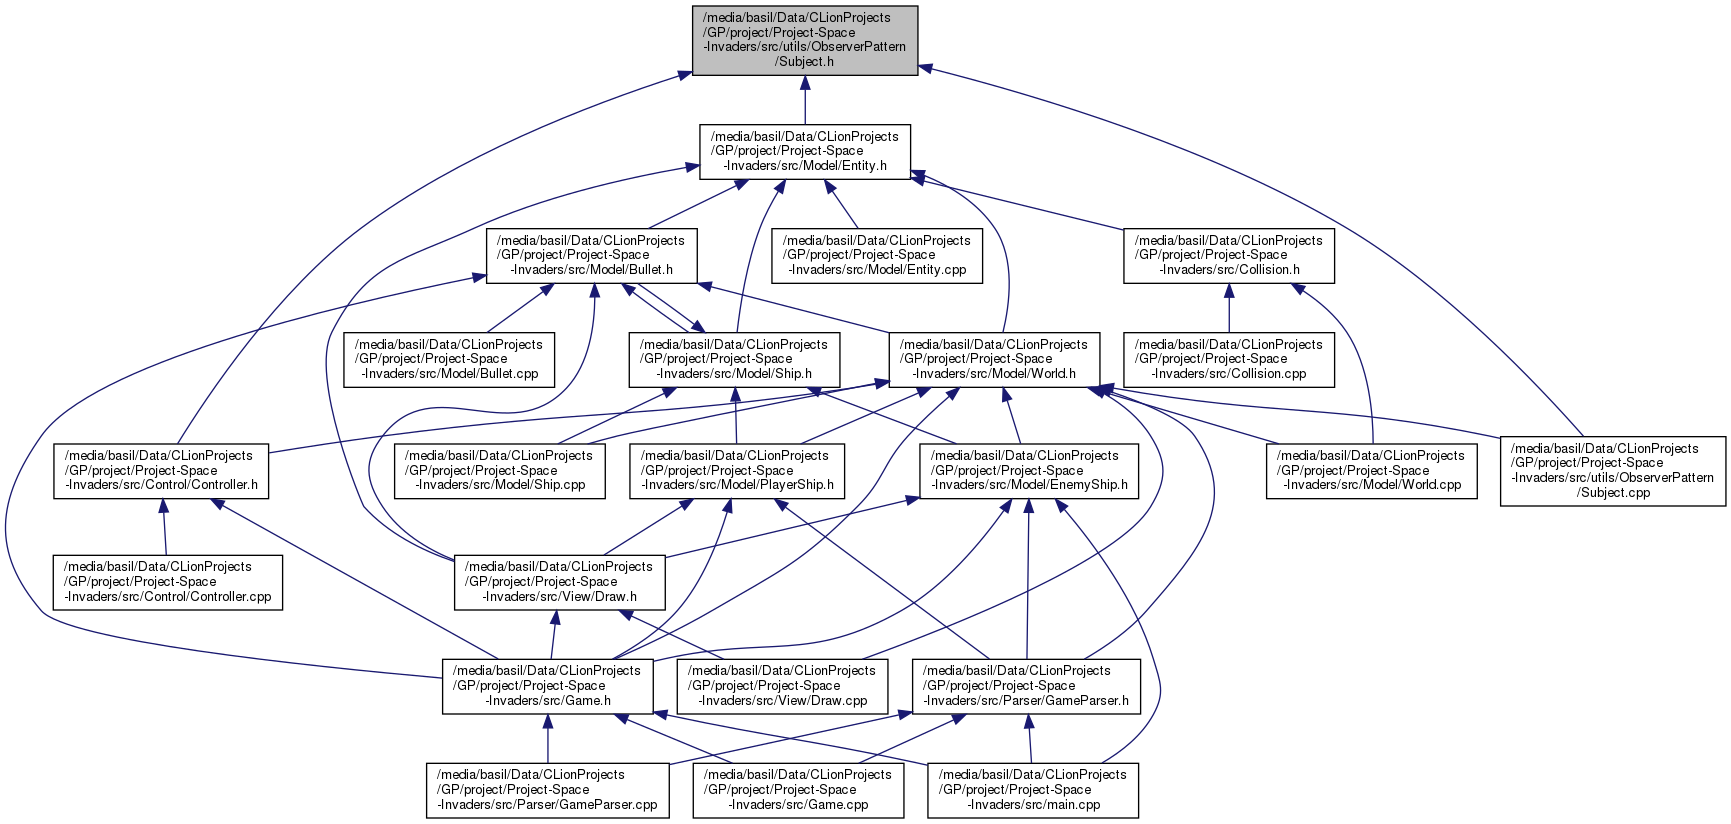 /media/basil/Data/CLionProjects
/GP/project/Project-Space
-Invaders/src/utils/ObserverPattern
/Subject.h
/media/basil/Data/CLionProjects
/GP/project/Project-Space
-Invaders/src/Model/Entity.h
/media/basil/Data/CLionProjects
/GP/project/Project-Space
-Invaders/src/Model/Bullet.h
/media/basil/Data/CLionProjects
/GP/project/Project-Space
-Invaders/src/Model/Entity.cpp
/media/basil/Data/CLionProjects
/GP/project/Project-Space
-Invaders/src/Collision.h
/media/basil/Data/CLionProjects
/GP/project/Project-Space
-Invaders/src/Model/Bullet.cpp
/media/basil/Data/CLionProjects
/GP/project/Project-Space
-Invaders/src/Model/Ship.h
/media/basil/Data/CLionProjects
/GP/project/Project-Space
-Invaders/src/Model/World.h
/media/basil/Data/CLionProjects
/GP/project/Project-Space
-Invaders/src/Collision.cpp
/media/basil/Data/CLionProjects
/GP/project/Project-Space
-Invaders/src/Control/Controller.h
/media/basil/Data/CLionProjects
/GP/project/Project-Space
-Invaders/src/Model/Ship.cpp
/media/basil/Data/CLionProjects
/GP/project/Project-Space
-Invaders/src/Model/PlayerShip.h
/media/basil/Data/CLionProjects
/GP/project/Project-Space
-Invaders/src/Model/EnemyShip.h
/media/basil/Data/CLionProjects
/GP/project/Project-Space
-Invaders/src/Model/World.cpp
/media/basil/Data/CLionProjects
/GP/project/Project-Space
-Invaders/src/utils/ObserverPattern
/Subject.cpp
/media/basil/Data/CLionProjects
/GP/project/Project-Space
-Invaders/src/Control/Controller.cpp
/media/basil/Data/CLionProjects
/GP/project/Project-Space
-Invaders/src/View/Draw.h
/media/basil/Data/CLionProjects
/GP/project/Project-Space
-Invaders/src/Game.h
/media/basil/Data/CLionProjects
/GP/project/Project-Space
-Invaders/src/View/Draw.cpp
/media/basil/Data/CLionProjects
/GP/project/Project-Space
-Invaders/src/Parser/GameParser.h
/media/basil/Data/CLionProjects
/GP/project/Project-Space
-Invaders/src/Parser/GameParser.cpp
/media/basil/Data/CLionProjects
/GP/project/Project-Space
-Invaders/src/Game.cpp
/media/basil/Data/CLionProjects
/GP/project/Project-Space
-Invaders/src/main.cpp